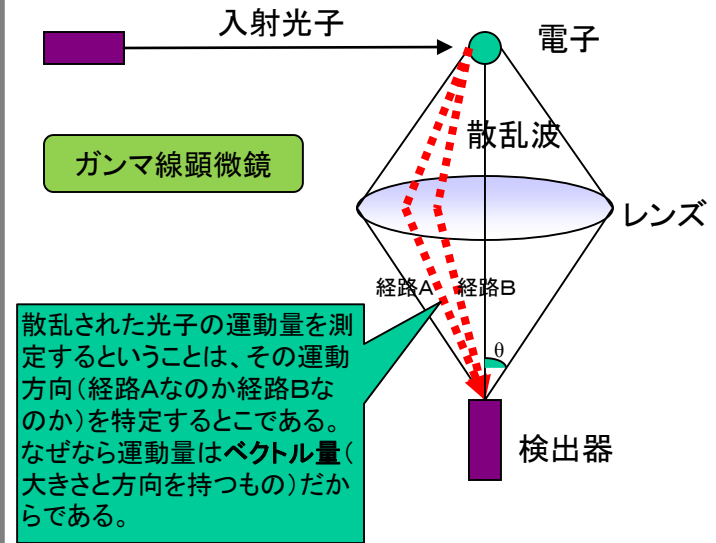 入射光子
電子
散乱波
ガンマ線顕微鏡
レンズ
経路A
経路B
散乱された光子の運動量を測
定するということは、その運動
方向（経路Aなのか経路Bな
のか）を特定するとこである。
なぜなら運動量はベクトル量（
大きさと方向を持つもの）だか
らである。
θ
検出器